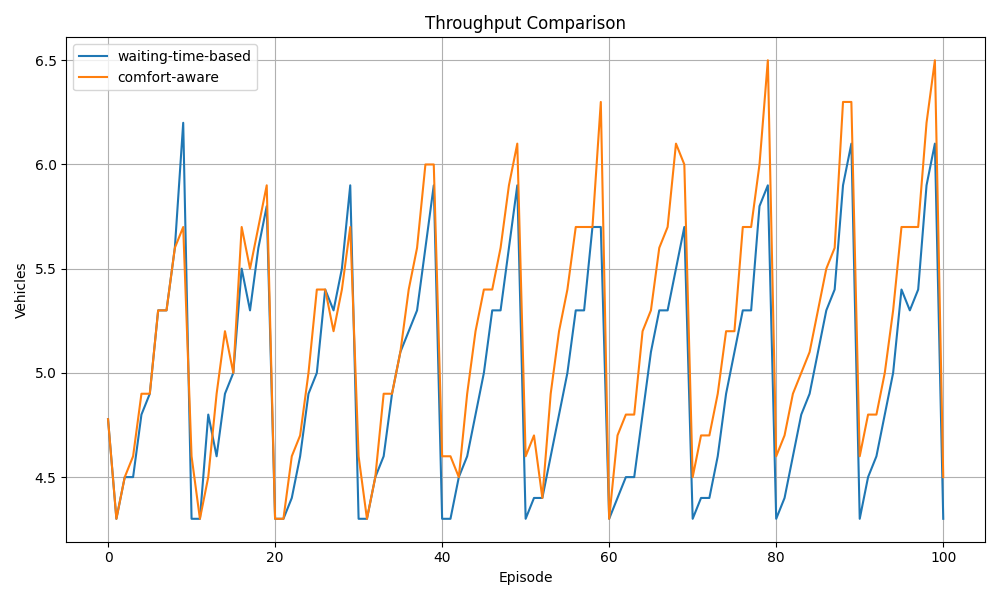 Throughput Comparison
waiting-time-based
comfort-aware
Vehicles
6.5
6.0
5.5
5.0
4.5
0 20 40 60 80 100
Episode